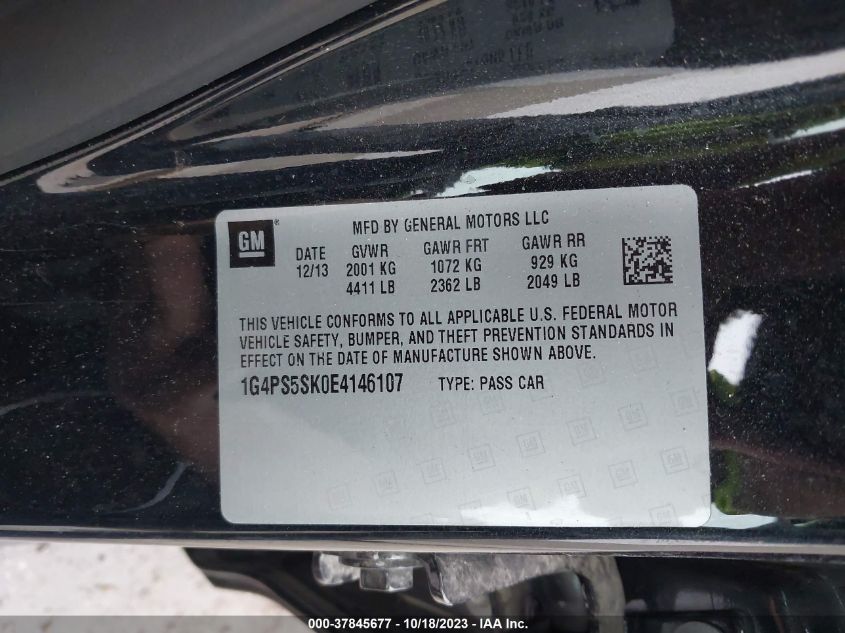 GM
MFD BY GENERAL MOTORS LLC
DATE GVWR GAWR FRT GAWR RR
12/13 2001 KG 1072 KG 929 KG
4411 LB 2362 LB 2049 LB
THIS VEHICLE CONFORMS TO ALL APPLICABLE U.S. FEDERAL MOTOR
VEHICLE SAFETY, BUMPER, AND THEFT PREVENTION STANDARDS IN
EFFECT ON THE DATE OF MANUFACTURE SHOWN ABOVE.
1G4PS5SK0E4146107 TYPE: PASS CAR
000-37845677 - 10/18/2023 - IAA Inc.